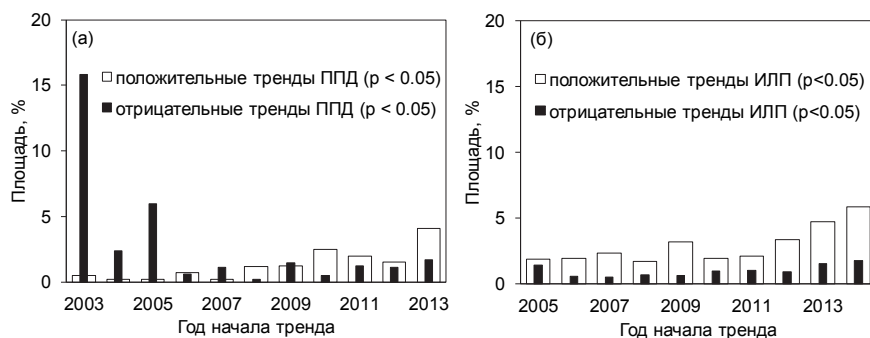 (а)
положительные тренды ППД (p < 0.05)
отрицательные тренды ППД (p < 0.05)
Площадь, %
20
15
10
5
0
2003 2005 2007 2009 2011 2013
Год начала тренда
(б)
положительные тренды ИЛП (p<0.05)
отрицательные тренды ИЛП (p<0.05)
Площадь, %
20
15
10
5
0
2005 2007 2009 2011 2013
Год начала тренда